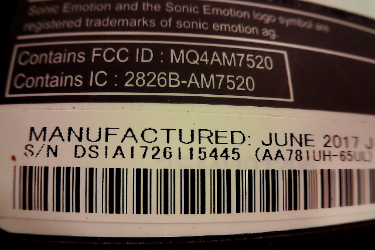 Sonic Emotion and the Sonic Emotion logo symbol are
registered trademarks of sonic emotion ag.
Contains FCC ID : MQ4AM7520
Contains IC : 2826B-AM7520
MANUFACTURED: JUNE 2017 J
S/N DS1A1726115445 (AA781UH-65UL)